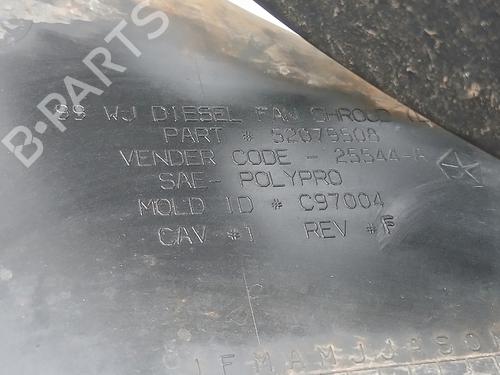 B-PARTS
99 WJ DIESEL FAN SHROUD
PART # 52079508
VENDER CODE - 25544-A
SAE- POLYPRO
MOLD ID # C97004
CAV #1 REV #F
JFMAMJJASON